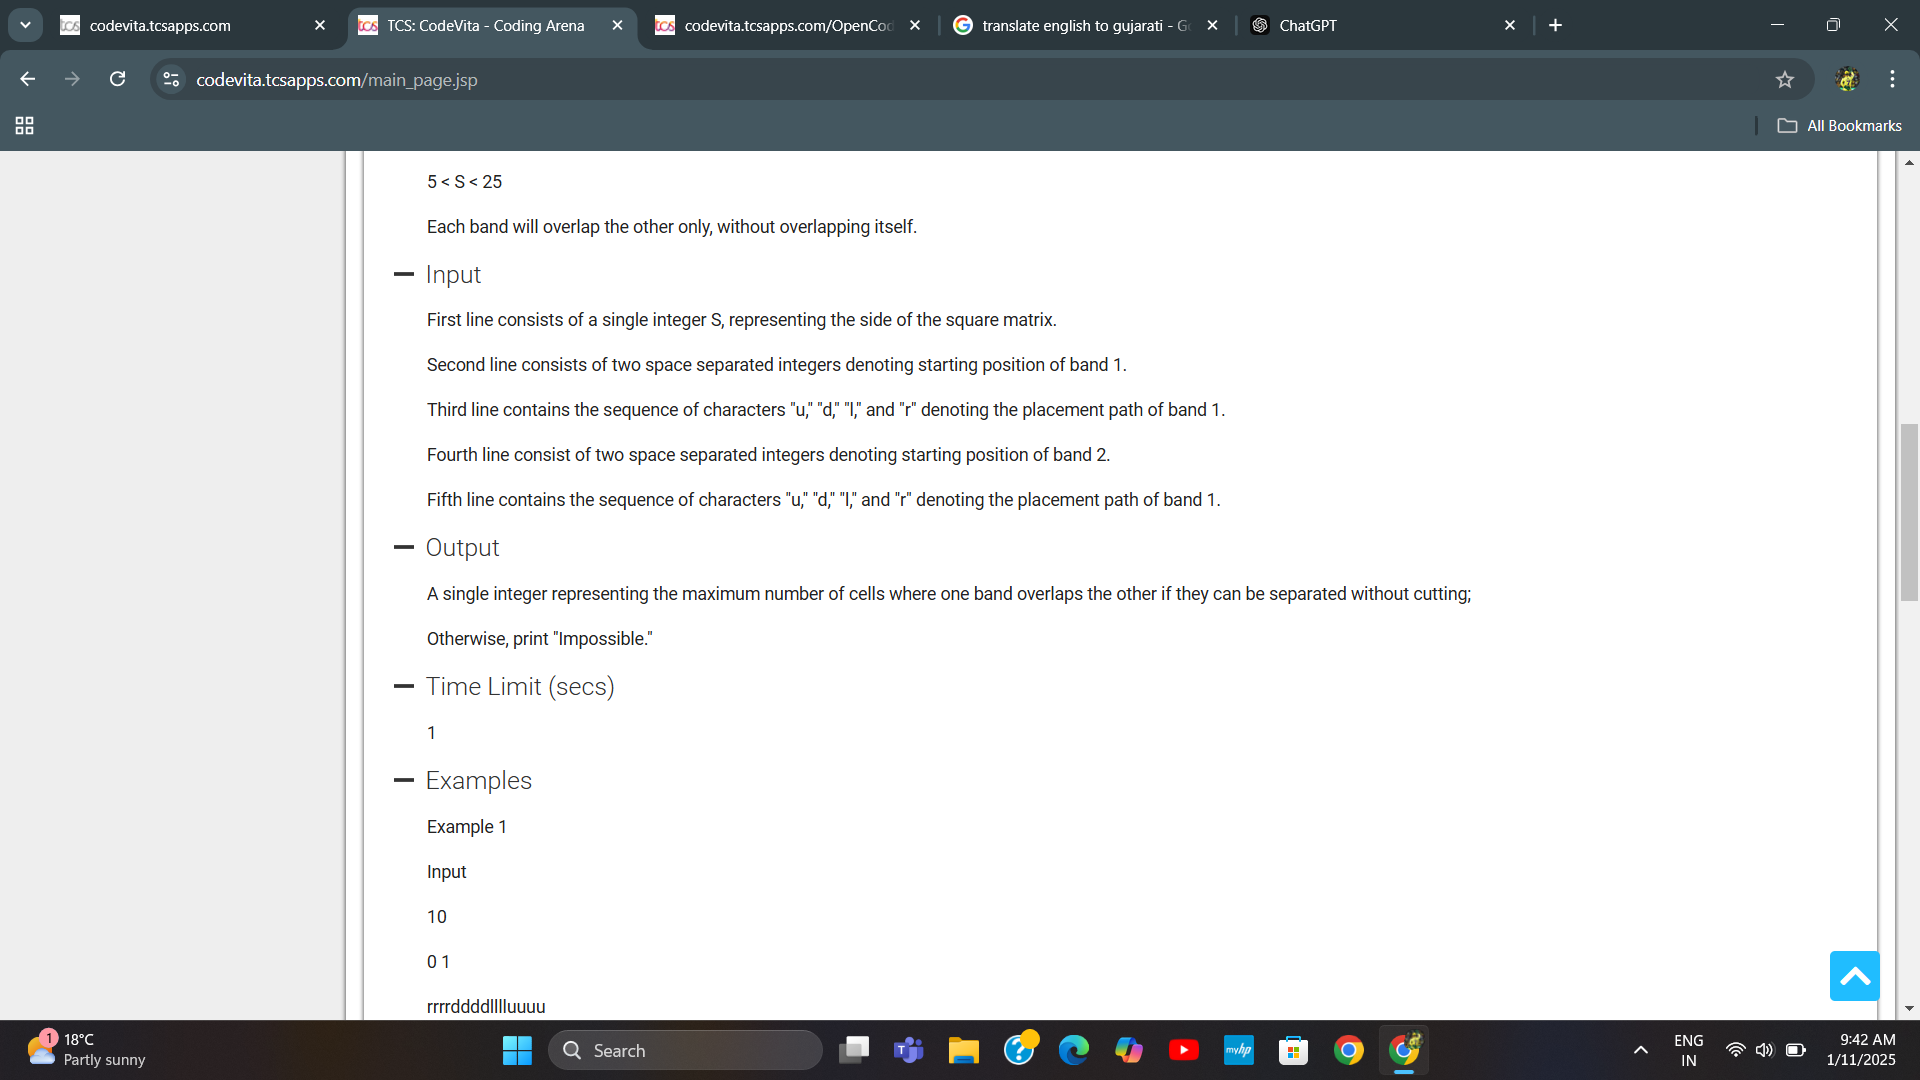 codevita.tcsapps.com
TCS: CodeVita - Coding Arena
codevita.tcsapps.com/OpenCod
translate english to gujarati - G
ChatGPT
codevita.tcsapps.com/main_page.jsp
All Bookmarks
5 < S < 25
Each band will overlap the other only, without overlapping itself.
Input
First line consists of a single integer S, representing the side of the square matrix.
Second line consists of two space separated integers denoting starting position of band 1.
Third line contains the sequence of characters "u," "d," "l," and "r" denoting the placement path of band 1.
Fourth line consist of two space separated integers denoting starting position of band 2.
Fifth line contains the sequence of characters "u," "d," "l," and "r" denoting the placement path of band 1.
Output
A single integer representing the maximum number of cells where one band overlaps the other if they can be separated without cutting;
Otherwise, print "Impossible."
Time Limit (secs)
1
Examples
Example 1
Input
10
0 1
rrrrddddlllluuuu
1
18°C
Partly sunny
Search
myhp
ENG
IN
9:42 AM
1/11/2025